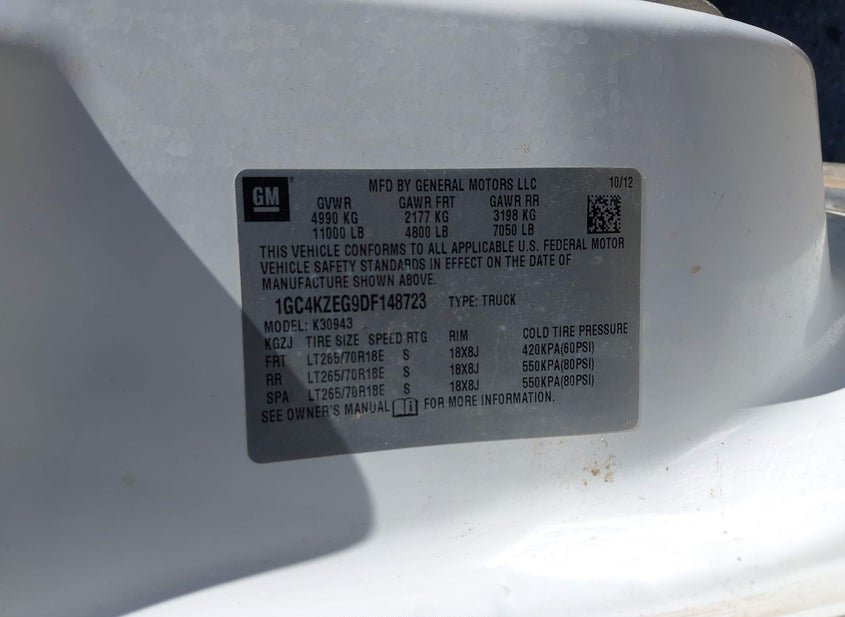 GM MFD BY GENERAL MOTORS LLC 10/12
GVWR GAWR FRT GAWR RR
4990 KG 2177 KG 3198 KG
11000 LB 4800 LB 7050 LB
THIS VEHICLE CONFORMS TO ALL APPLICABLE U.S. FEDERAL MOTOR
VEHICLE SAFETY STANDARDS IN EFFECT ON THE DATE OF
MANUFACTURE SHOWN ABOVE.
1GC4KZEG9DF148723 TYPE: TRUCK
MODEL: K30943
KGZJ TIRE SIZE SPEED RTG RIM COLD TIRE PRESSURE
FRT LT265/70R18E S 18X8J 420KPA(60PSI)
RR LT265/70R18E S 18X8J 550KPA(80PSI)
SPA LT265/70R18E S 18X8J 550KPA(80PSI)
SEE OWNER'S MANUAL i FOR MORE INFORMATION.